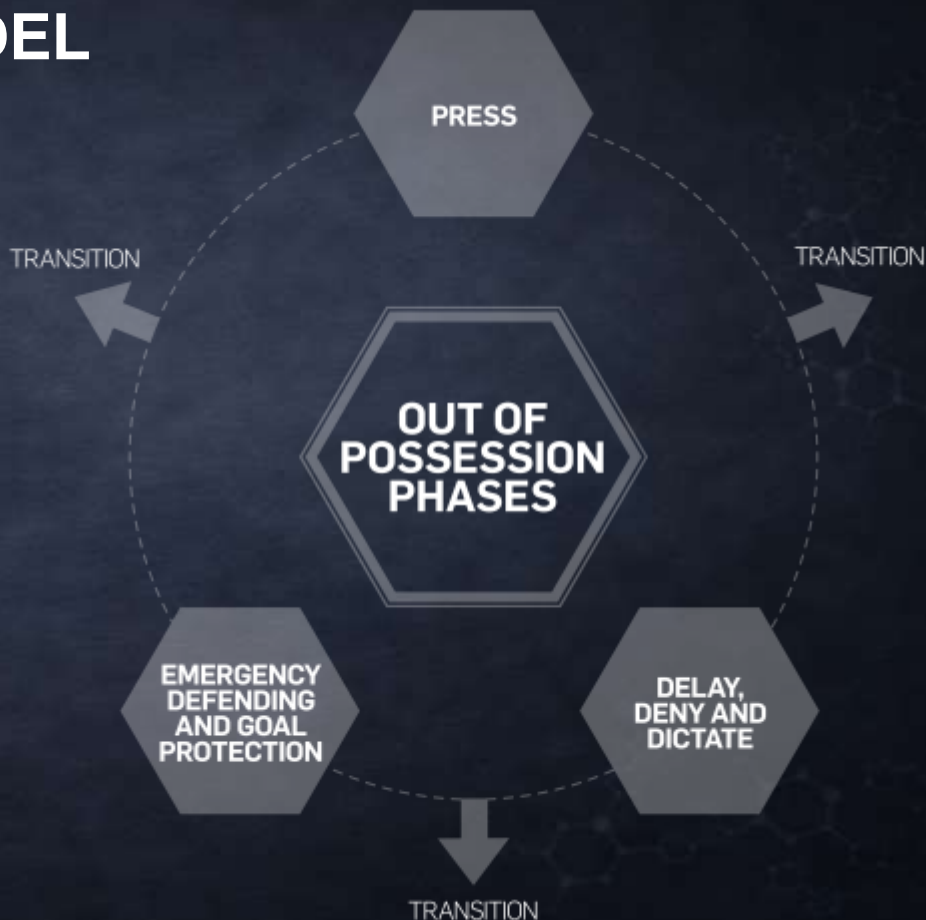 DEL
PRESS
TRANSITION
TRANSITION
OUT OF
POSSESSION
PHASES
EMERGENCY
DEFENDING
AND GOAL
PROTECTION
DELAY,
DENY AND
DICTATE
TRANSITION